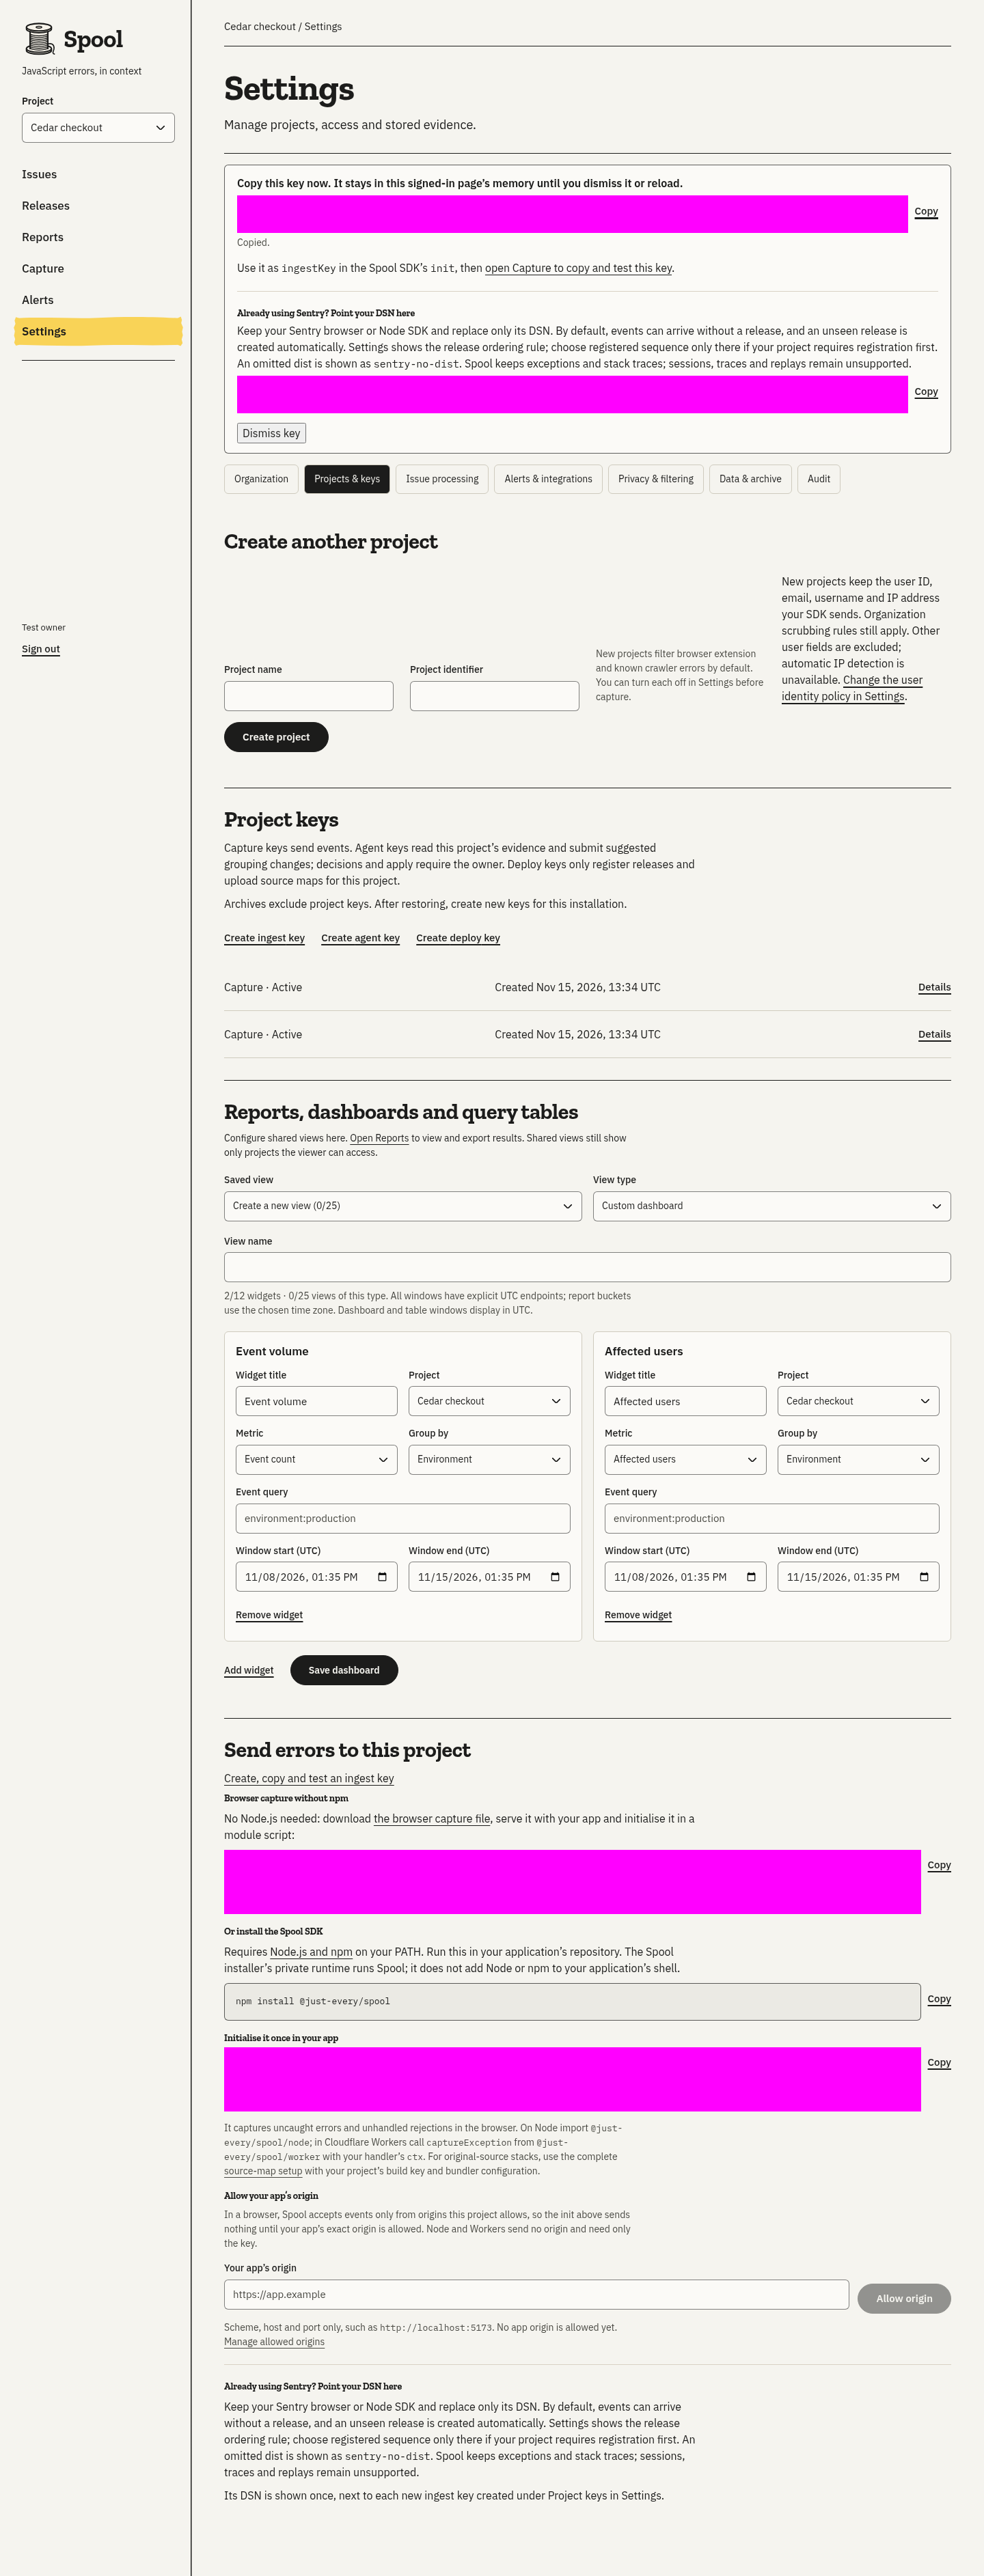 Spool
JavaScript errors, in context
Project
Cedar checkout
Issues
Releases
Reports
Capture
Alerts
Settings
Test owner
Sign out
Cedar checkout / Settings
Settings
Manage projects, access and stored evidence.
Copy this key now. It stays in this signed-in page’s memory until you dismiss it or reload.
Copy
Copied.
Use it as ingestKey in the Spool SDK’s init, then open Capture to copy and test this key.
Already using Sentry? Point your DSN here
Keep your Sentry browser or Node SDK and replace only its DSN. By default, events can arrive without a release, and an unseen release is
created automatically. Settings shows the release ordering rule; choose registered sequence only there if your project requires registration first.
An omitted dist is shown as sentry-no-dist. Spool keeps exceptions and stack traces; sessions, traces and replays remain unsupported.
Copy
Dismiss key
Organization
Projects & keys
Issue processing
Alerts & integrations
Privacy & filtering
Data & archive
Audit
Create another project
Project name
Project identifier
New projects filter browser extension
and known crawler errors by default.
You can turn each off in Settings before
capture.
New projects keep the user ID,
email, username and IP address
your SDK sends. Organization
scrubbing rules still apply. Other
user fields are excluded;
automatic IP detection is
unavailable. Change the user
identity policy in Settings.
Create project
Project keys
Capture keys send events. Agent keys read this project’s evidence and submit suggested
grouping changes; decisions and apply require the owner. Deploy keys only register releases and
upload source maps for this project.
Archives exclude project keys. After restoring, create new keys for this installation.
Create ingest key
Create agent key
Create deploy key
Capture · Active
Created Nov 15, 2026, 13:34 UTC
Details
Capture · Active
Created Nov 15, 2026, 13:34 UTC
Details
Reports, dashboards and query tables
Configure shared views here. Open Reports to view and export results. Shared views still show
only projects the viewer can access.
Saved view
View type
Create a new view (0/25)
Custom dashboard
View name
2/12 widgets · 0/25 views of this type. All windows have explicit UTC endpoints; report buckets
use the chosen time zone. Dashboard and table windows display in UTC.
Event volume
Widget title
Project
Event volume
Cedar checkout
Metric
Group by
Event count
Environment
Event query
environment:production
Window start (UTC)
Window end (UTC)
11/08/2026, 01:35 PM
11/15/2026, 01:35 PM
Remove widget
Affected users
Widget title
Project
Affected users
Cedar checkout
Metric
Group by
Affected users
Environment
Event query
environment:production
Window start (UTC)
Window end (UTC)
11/08/2026, 01:35 PM
11/15/2026, 01:35 PM
Remove widget
Add widget
Save dashboard
Send errors to this project
Create, copy and test an ingest key
Browser capture without npm
No Node.js needed: download the browser capture file, serve it with your app and initialise it in a
module script:
Copy
Or install the Spool SDK
Requires Node.js and npm on your PATH. Run this in your application’s repository. The Spool
installer’s private runtime runs Spool; it does not add Node or npm to your application’s shell.
npm install @just-every/spool
Copy
Initialise it once in your app
Copy
It captures uncaught errors and unhandled rejections in the browser. On Node import @just-
every/spool/node; in Cloudflare Workers call captureException from @just-
every/spool/worker with your handler’s ctx. For original-source stacks, use the complete
source-map setup with your project’s build key and bundler configuration.
Allow your app’s origin
In a browser, Spool accepts events only from origins this project allows, so the init above sends
nothing until your app’s exact origin is allowed. Node and Workers send no origin and need only
the key.
Your app’s origin
https://app.example
Allow origin
Scheme, host and port only, such as http://localhost:5173. No app origin is allowed yet.
Manage allowed origins
Already using Sentry? Point your DSN here
Keep your Sentry browser or Node SDK and replace only its DSN. By default, events can arrive
without a release, and an unseen release is created automatically. Settings shows the release
ordering rule; choose registered sequence only there if your project requires registration first. An
omitted dist is shown as sentry-no-dist. Spool keeps exceptions and stack traces; sessions,
traces and replays remain unsupported.
Its DSN is shown once, next to each new ingest key created under Project keys in Settings.